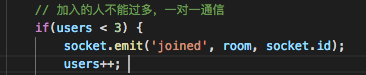 // 加入的人不能过多，一对一通信
if(users < 3) {
socket.emit('joined', room, socket.id);
users++;